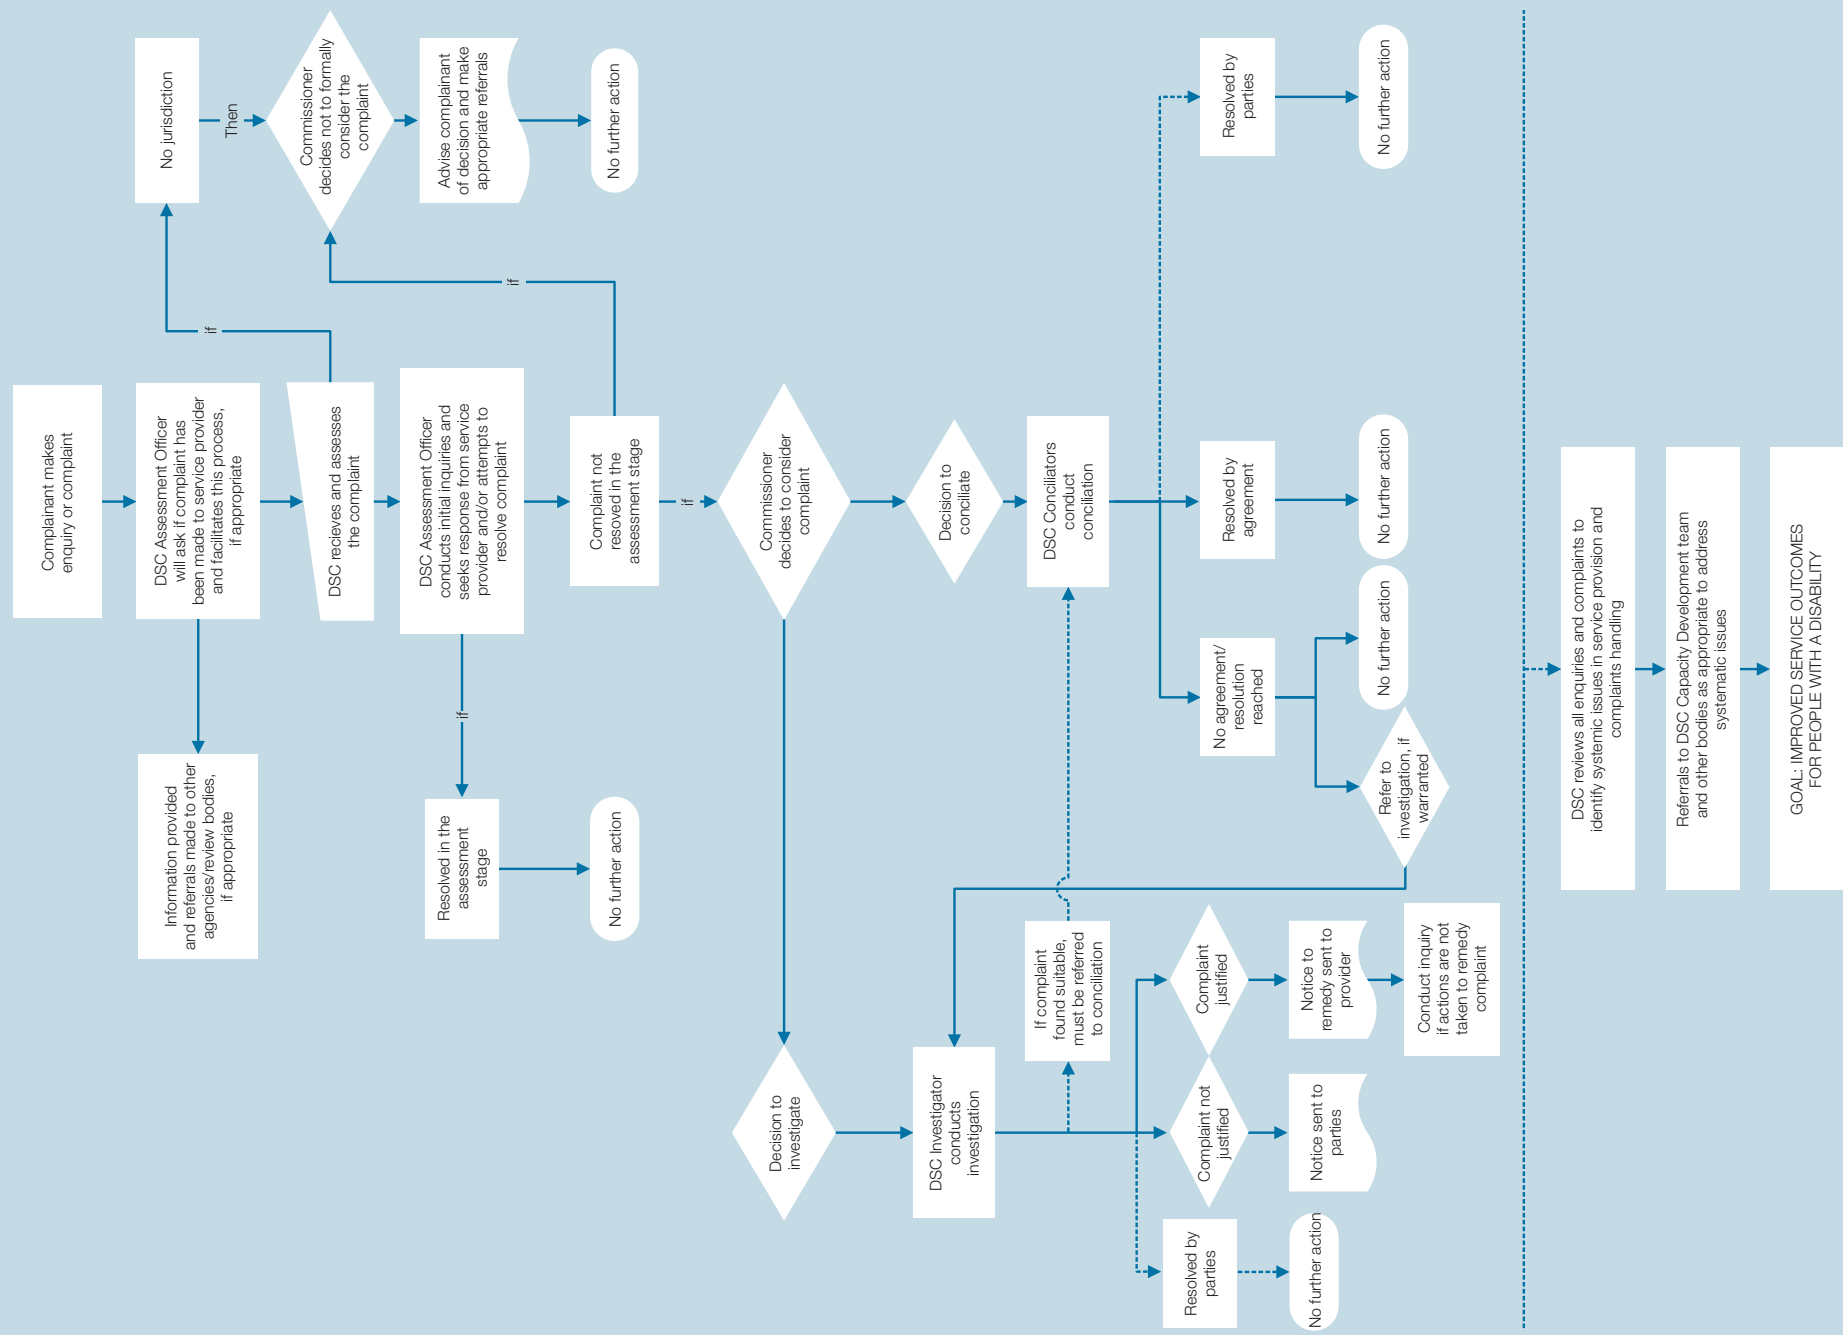 Complainant makes
enquiry or complaint
DSC Assessment Officer
will ask if complaint has
been made to service provider
and facilitates this process,
if appropriate
Information provided
and referrals made to other
agencies/review bodies,
if appropriate
DSC recieves and assesses
the complaint
if
No jurisdiction
Then
Commissioner
decides not to formally
consider the
complaint
Advise complainant
of decision and make
appropriate referrals
No further action
DSC Assessment Officer
conducts initial inquiries and
seeks response from service
provider and/or attempts to
resolve complaint
if
Resolved in the
assessment
stage
No further action
Complaint not
resoved in the
assessment stage
if
if
Commissioner
decides to consider
complaint
Decision to
conciliate
DSC Conciliators
conduct
conciliation
Resolved by
parties
No further action
Resolved by
agreement
No further action
No agreement/
resolution
reached
No further action
Refer to
investigation, if
warranted
Decision to
investigate
DSC Investigator
conducts
investigation
If complaint
found suitable,
must be referred
to conciliation
Complaint
justified
Notice to
remedy sent to
provider
Conduct inquiry
if actions are not
taken to remedy
complaint
Complaint not
justified
Notice sent to
parties
Resolved by
parties
No further action
DSC reviews all enquiries and complaints to
identify systemic issues in service provision and
complaints handling
Referrals to DSC Capacity Development team
and other bodies as appropriate to address
systematic issues
GOAL: IMPROVED SERVICE OUTCOMES
FOR PEOPLE WITH A DISABILITY